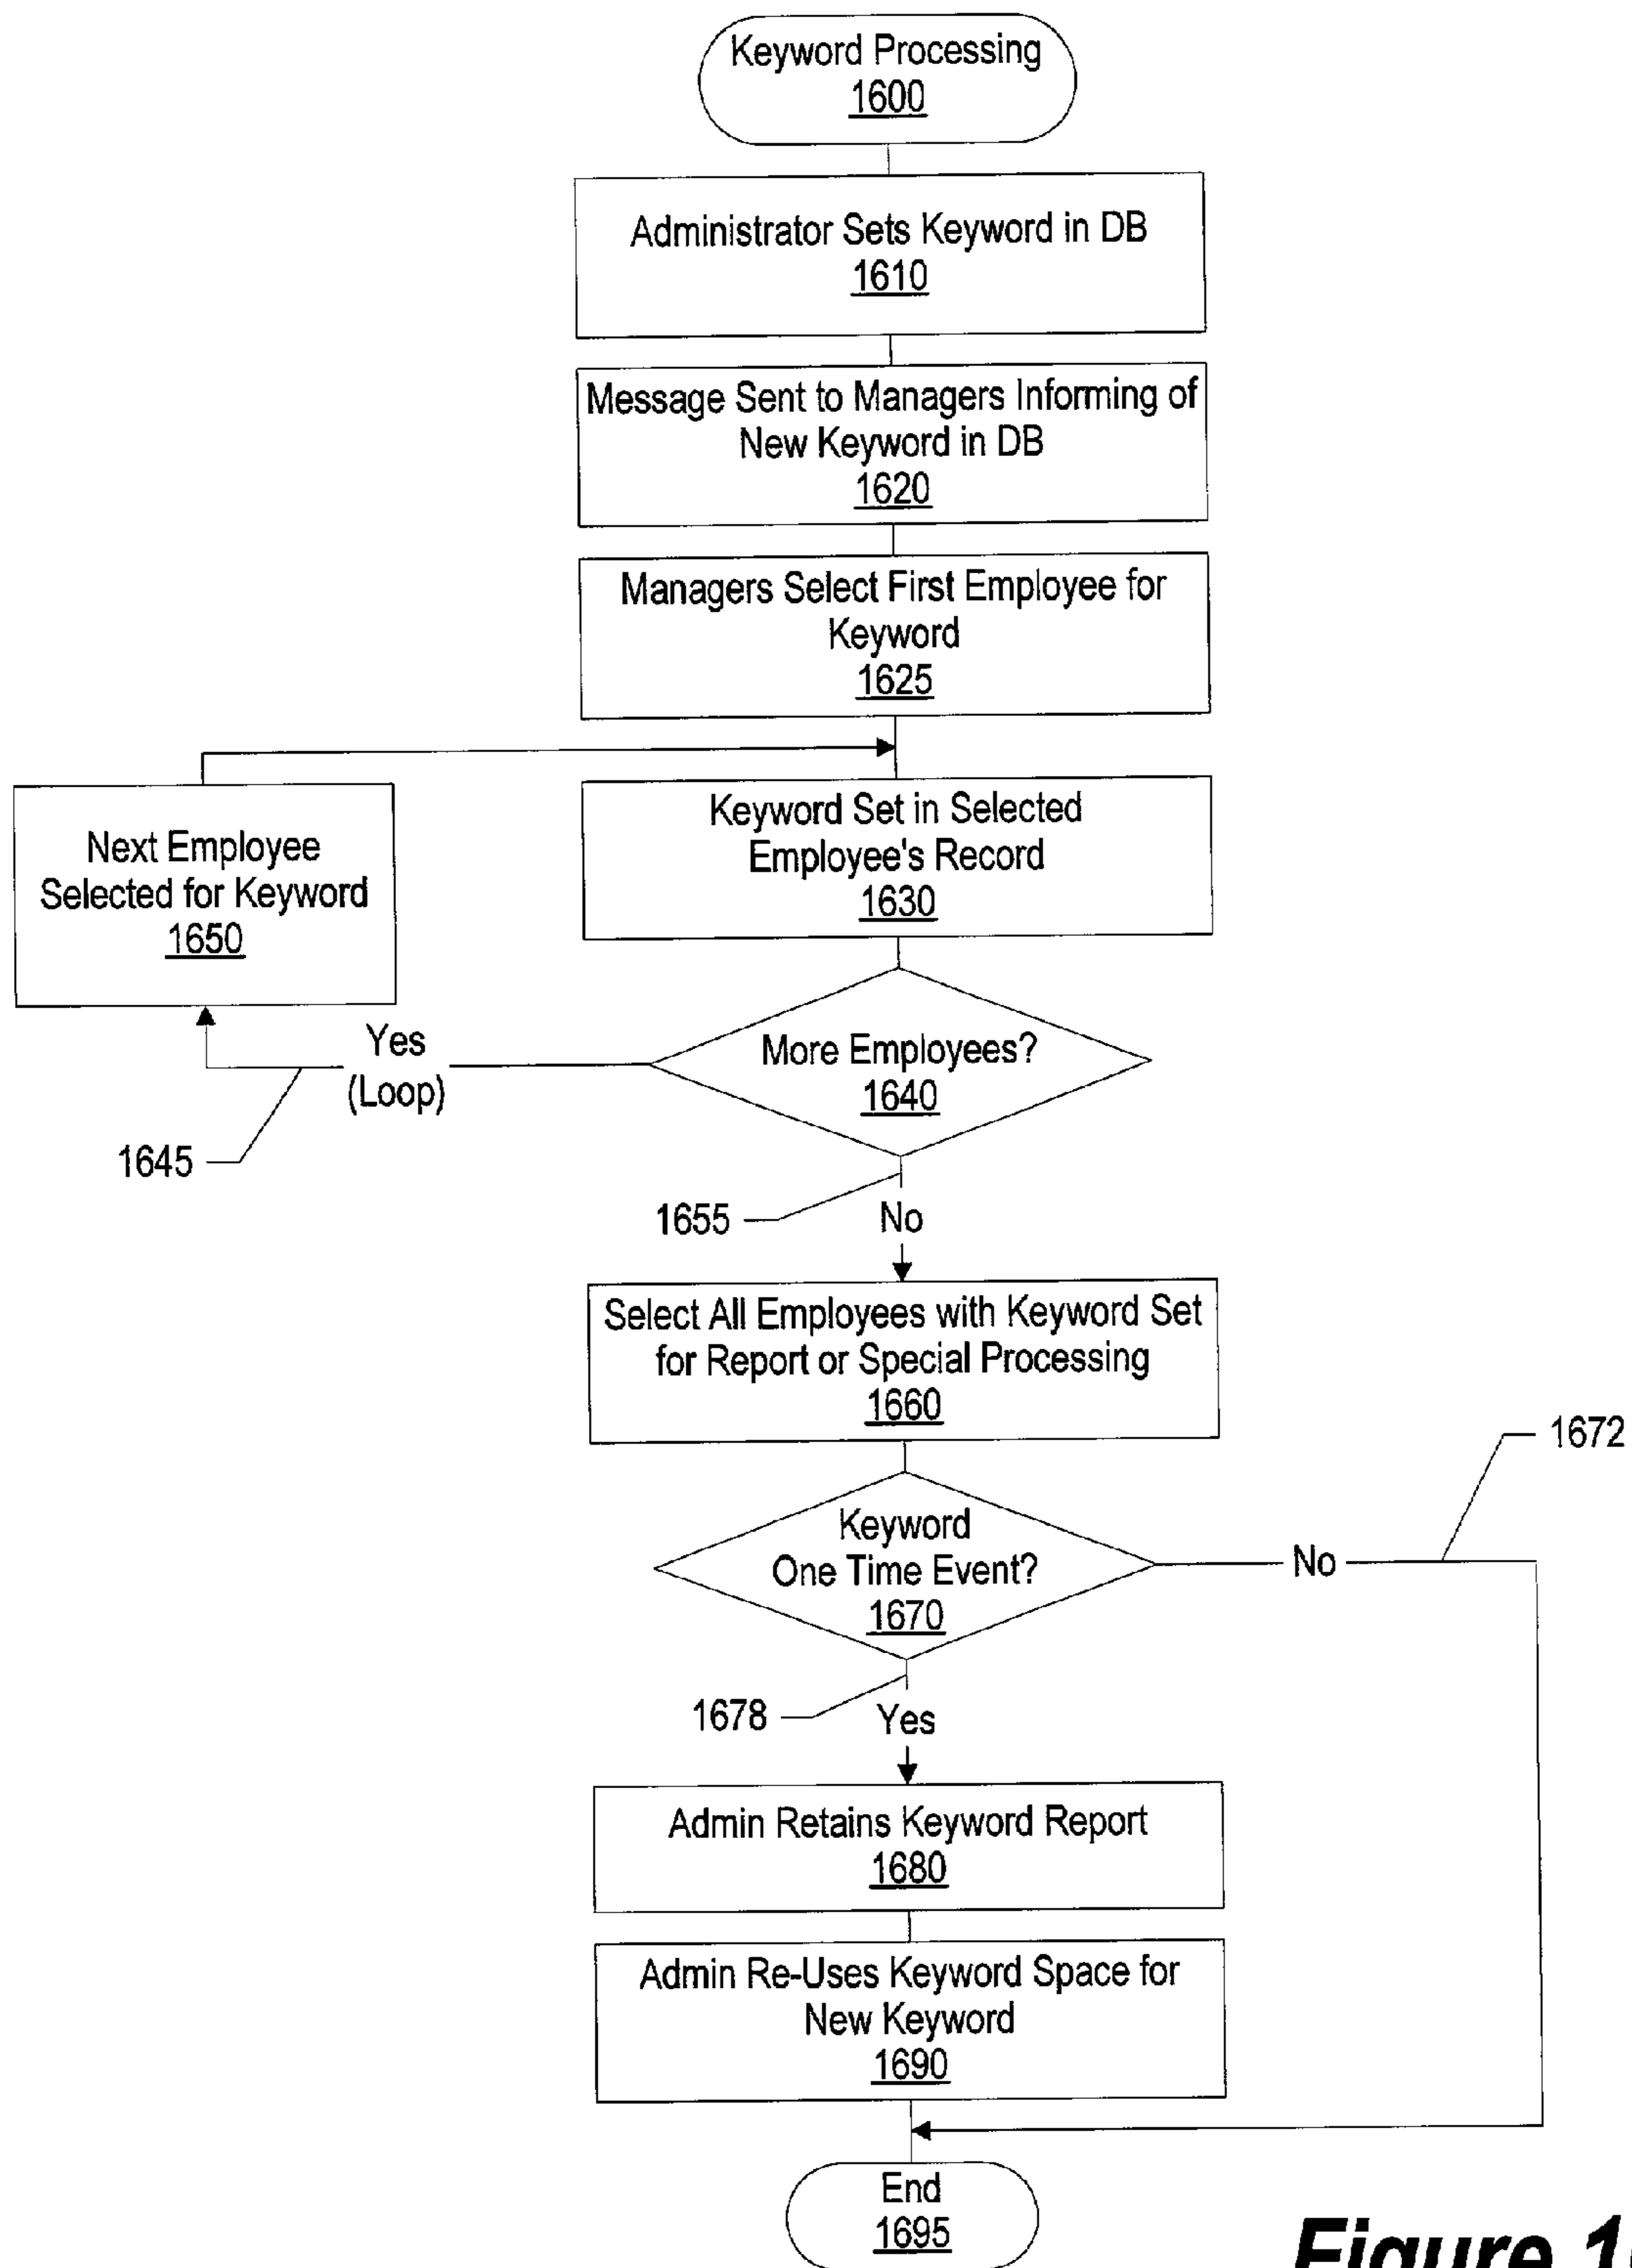 Keyword Processing
1600
Administrator Sets Keyword in DB
1610
Message Sent to Managers Informing of
New Keyword in DB
1620
Managers Select First Employee for
Keyword
1625
Next Employee
Selected for Keyword
1650
Keyword Set in Selected
Employee's Record
1630
More Employees?
1640
Yes
(Loop)
1645
1655
No
Select All Employees with Keyword Set
for Report or Special Processing
1660
1672
Keyword
One Time Event?
1670
No
1678
Yes
Admin Retains Keyword Report
1680
Admin Re-Uses Keyword Space for
New Keyword
1690
End
1695
Figure